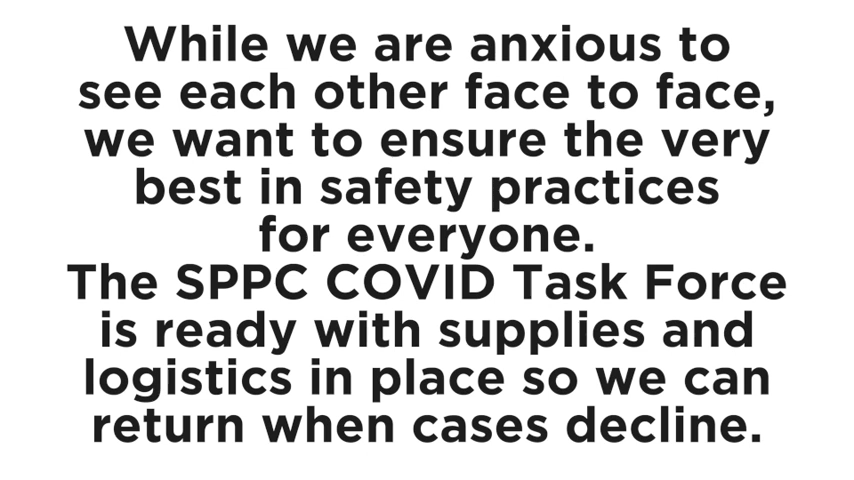 While we are anxious to
see each other face to face,
we want to ensure the very
best in safety practices
for everyone.
The SPPC COVID Task Force
is ready with supplies and
logistics in place so we can
return when cases decline.